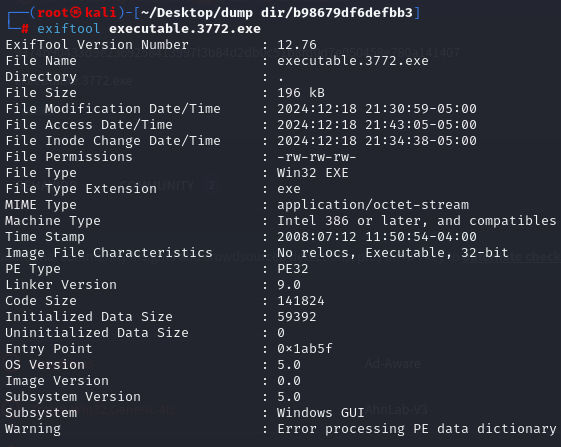 ┌──(root㉿kali)-[~/Desktop/dump dir/b98679df6defbb3]
└─# exiftool executable.3772.exe
ExifTool Version Number : 12.76
File Name : executable.3772.exe
Directory : .
File Size : 196 kB
File Modification Date/Time : 2024:12:18 21:30:59-05:00
File Access Date/Time : 2024:12:18 21:43:05-05:00
File Inode Change Date/Time : 2024:12:18 21:34:38-05:00
File Permissions : -rw-rw-rw-
File Type : Win32 EXE
File Type Extension : exe
MIME Type : application/octet-stream
Machine Type : Intel 386 or later, and compatibles
Time Stamp : 2008:07:12 11:50:54-04:00
Image File Characteristics : No relocs, Executable, 32-bit
PE Type : PE32
Linker Version : 9.0
Code Size : 141824
Initialized Data Size : 59392
Uninitialized Data Size : 0
Entry Point : 0×1ab5f
Ad-Aware
OS Version : 5.0
Image Version : 0.0
Subsystem Version : 5.0
Subsystem : Windows GUI
AhnLab-V3
Warning : Error processing PE data dictionary